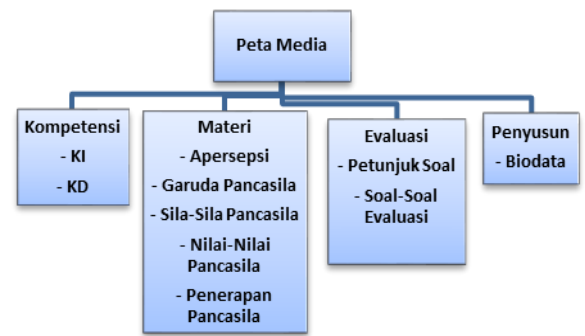 Peta Media
Kompetensi
- KI
- KD
Materi
- Apersepsi
- Garuda Pancasila
- Sila-Sila Pancasila
- Nilai-Nilai
Pancasila
- Penerapan
Pancasila
Evaluasi
- Petunjuk Soal
- Soal-Soal
Evaluasi
Penyusun
- Biodata